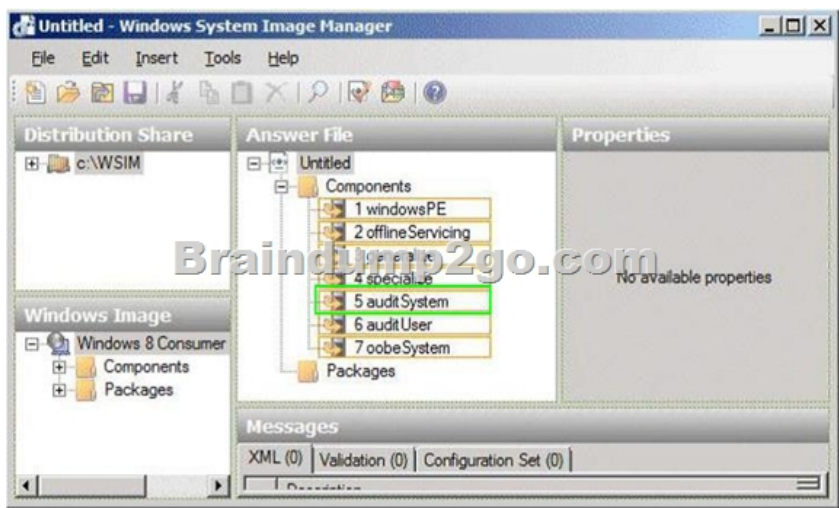 Untitled - Windows System Image Manager
File Edit Insert Tools Help
Distribution Share
c:\WSIM
Windows Image
Windows 8 Consumer
Components
Packages
Answer File
Untitled
Components
1 windowsPE
2 offlineServicing
3 generalize
4 specialize
5 auditSystem
6 auditUser
7 oobeSystem
Packages
Properties
No available properties
Messages
XML (0) Validation (0) Configuration Set (0)
Braindump2go.com